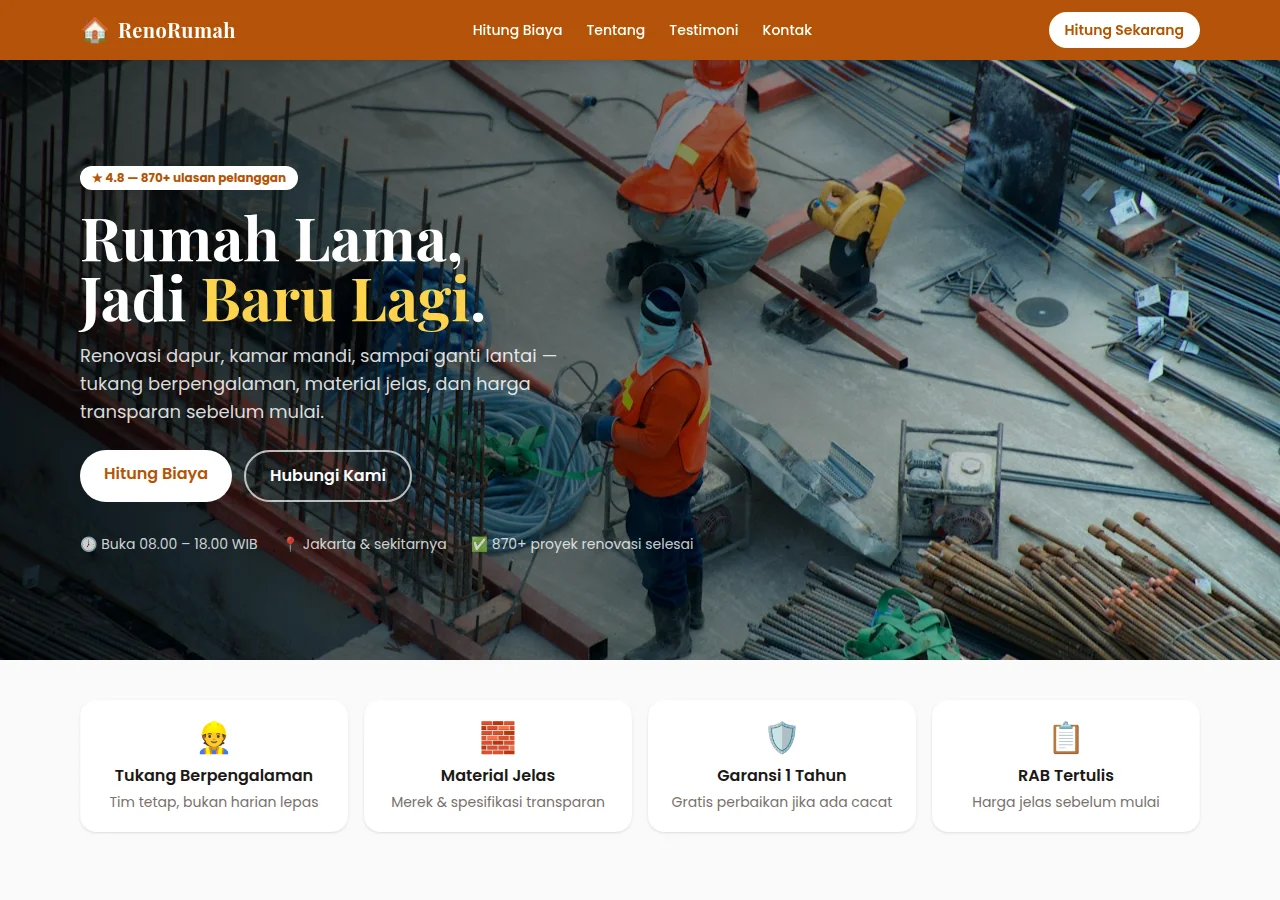 RenoRumah
Hitung Biaya
Tentang
Testimoni
Kontak
Hitung Sekarang
★ 4.8 — 870+ ulasan pelanggan
Rumah Lama,
Jadi Baru Lagi.
Renovasi dapur, kamar mandi, sampai ganti lantai —
tukang berpengalaman, material jelas, dan harga
transparan sebelum mulai.
Hitung Biaya
Hubungi Kami
Buka 08.00 – 18.00 WIB
Jakarta & sekitarnya
870+ proyek renovasi selesai
Tukang Berpengalaman
Tim tetap, bukan harian lepas
Material Jelas
Merek & spesifikasi transparan
Garansi 1 Tahun
Gratis perbaikan jika ada cacat
RAB Tertulis
Harga jelas sebelum mulai